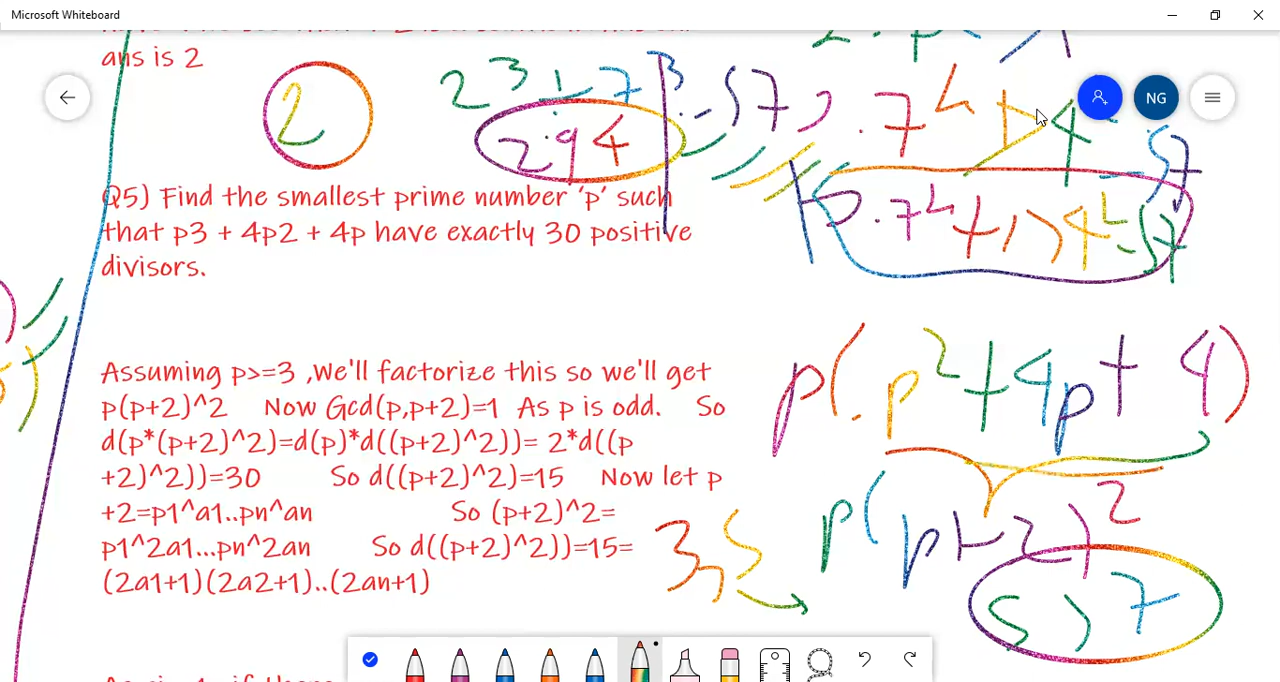 Microsoft Whiteboard
ans is 2
2
294
NG
Q5) Find the smallest prime number 'p' such
that p3 + 4p2 + 4p have exactly 30 positive
divisors.
Assuming p>=3 ,We'll factorize this so we'll get
p(p+2)^2 Now Gcd(p,p+2)=1 As p is odd. So
d(p*(p+2)^2)=d(p)*d((p+2)^2))= 2*d((p
+2)^2))=30 So d((p+2)^2)=15 Now let p
+2=p1^a1..pn^an So (p+2)^2=
p1^2a1...pn^2an So d((p+2)^2))=15=
(2a1+1)(2a2+1)..(2an+1)
p(p2+4p+4)
p(p+2)2
3,5
5,7